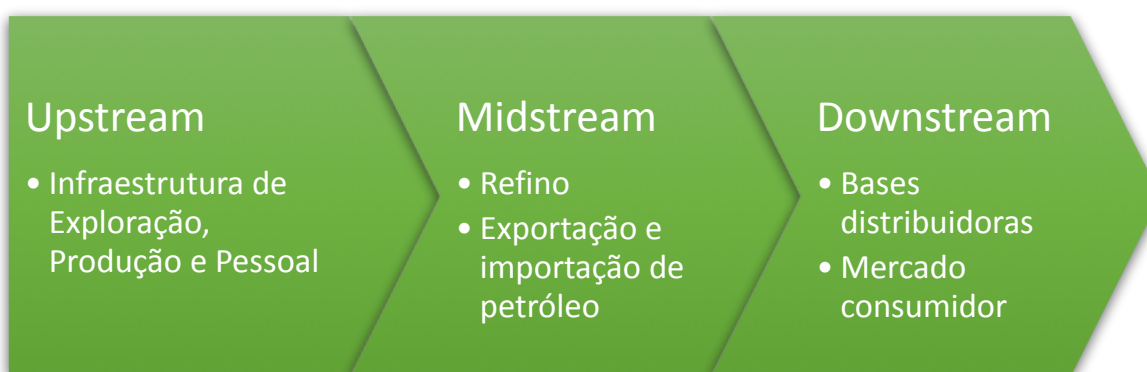 Upstream
• Infraestrutura de
Exploração,
Produção e Pessoal
Midstream
• Refino
• Exportação e
importação de
petróleo
Downstream
• Bases
distribuidoras
• Mercado
consumidor